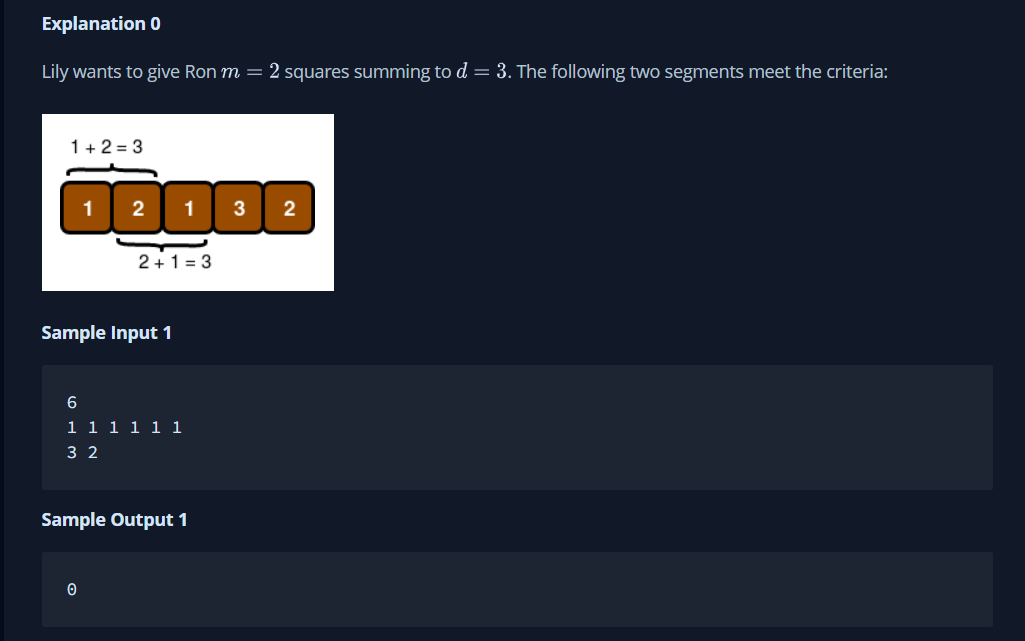 Explanation 0
Lily wants to give Ron m = 2 squares summing to d = 3. The following two segments meet the criteria:
1 + 2 = 3
1 2 1 3 2
2 + 1 = 3
Sample Input 1
6
1 1 1 1 1 1
3 2
Sample Output 1
0